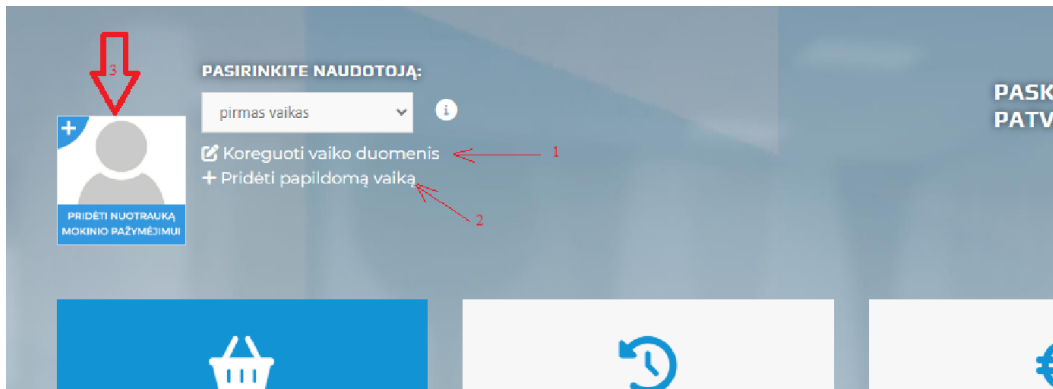 3
PASIRINKITE NAUDOTOJĄ:
pirmas vaikas
Koreguoti vaiko duomenis
1
+ Pridėti papildomą vaiką
2
PRIDĖTI NUOTRAUKĄ
MOKINIO PAŽYMĖJIMUI
PASK
PATV